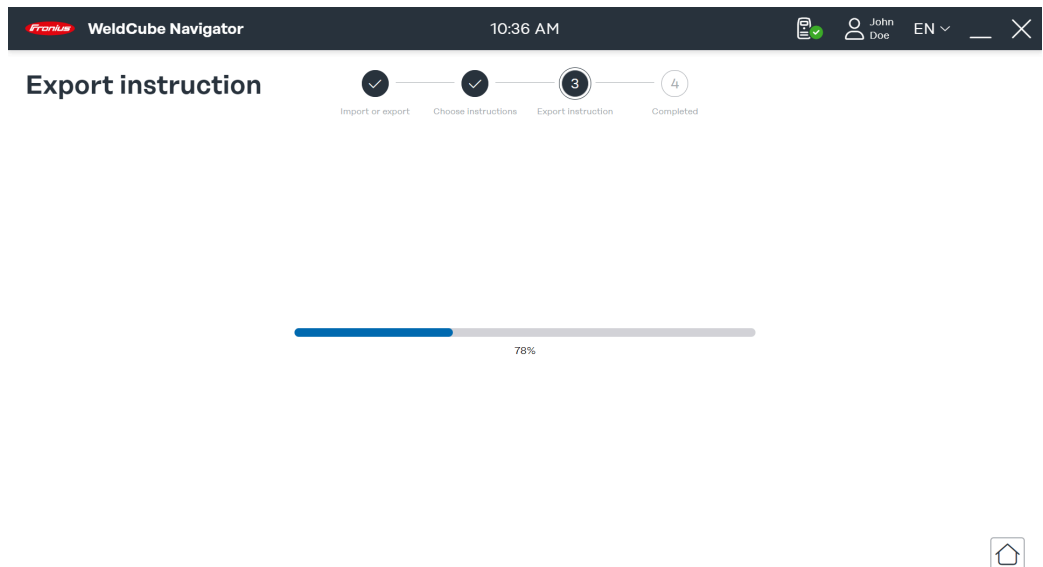 Fronius WeldCube Navigator 10:36 AM John Doe EN
Export instruction
3 4
Import or export Choose instructions Export instruction Completed
78%